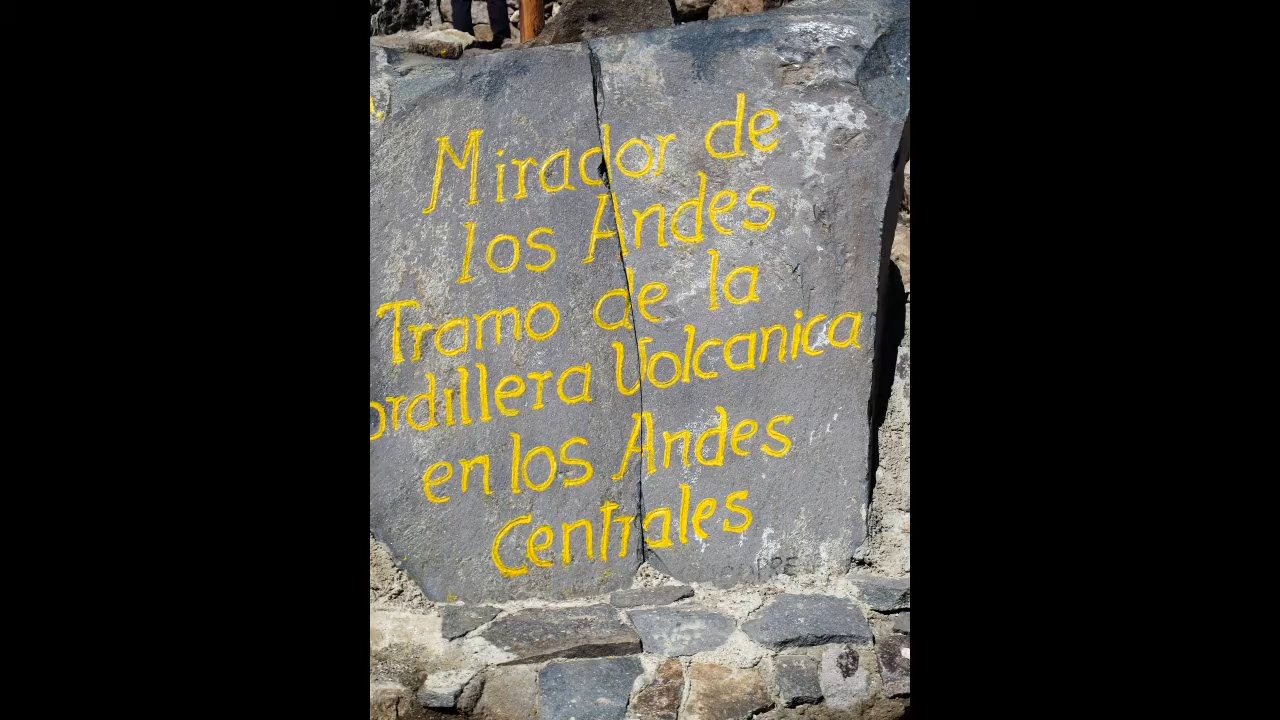 Mirador de
los Andes
Tramo de la
ordillera Volcanica
en los Andes
Centrales